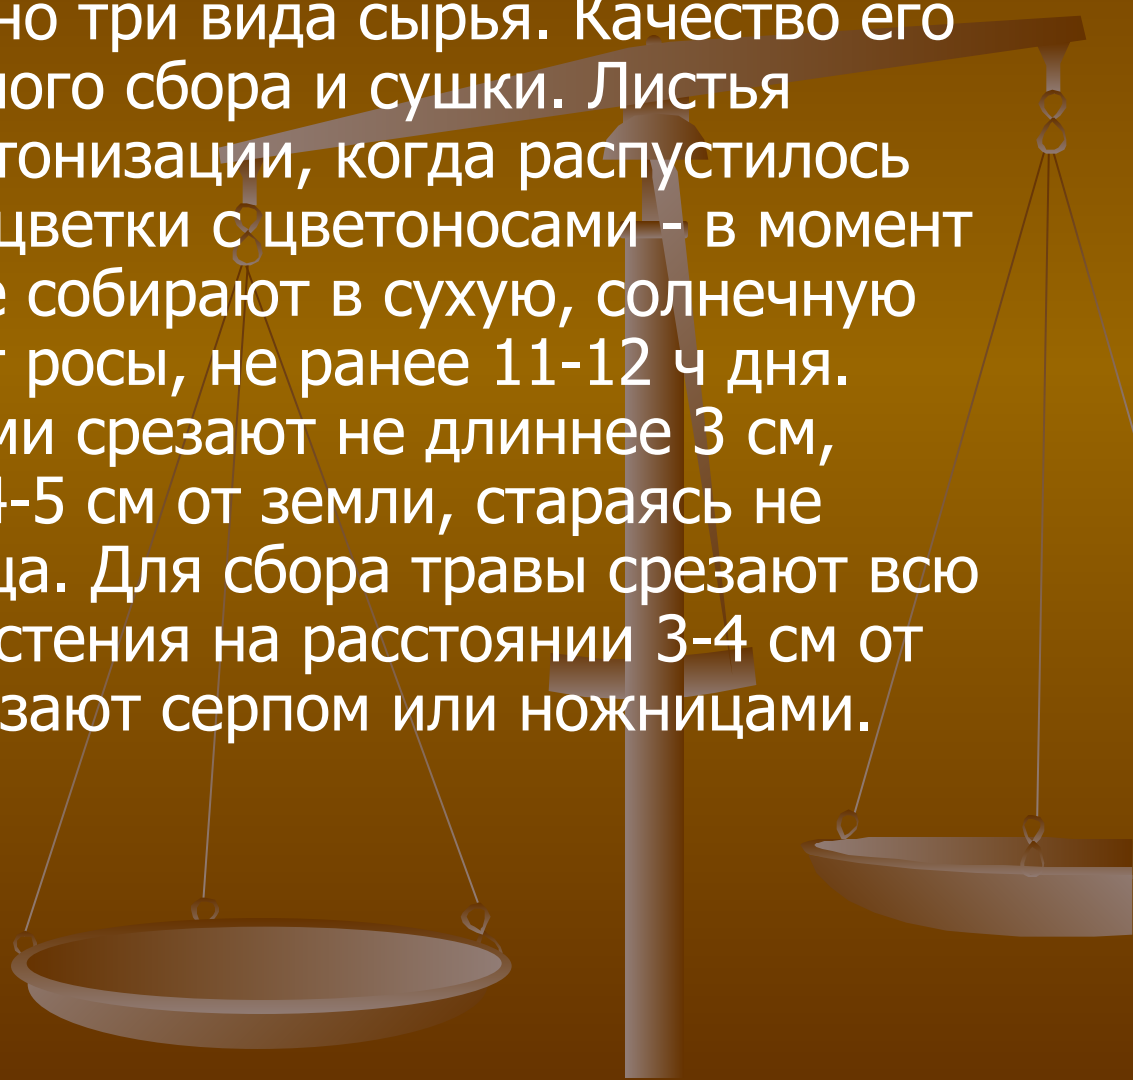 но три вида сырья. Качество его
ного сбора и сушки. Листья
тонизации, когда распустилось
цветки с цветоносами - в момент
е собирают в сухую, солнечную
т росы, не ранее 11-12 ч дня.
ми срезают не длиннее 3 см,
4-5 см от земли, стараясь не
ца. Для сбора травы срезают всю
стения на расстоянии 3-4 см от
зают серпом или ножницами.